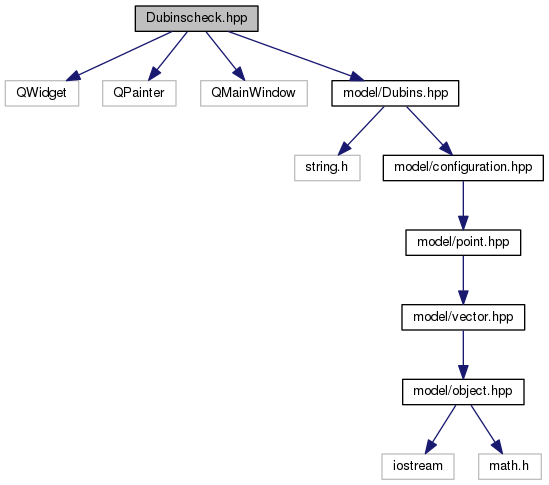 Dubinscheck.hpp
QWidget
QPainter
QMainWindow
model/Dubins.hpp
string.h
model/configuration.hpp
model/point.hpp
model/vector.hpp
model/object.hpp
iostream
math.h